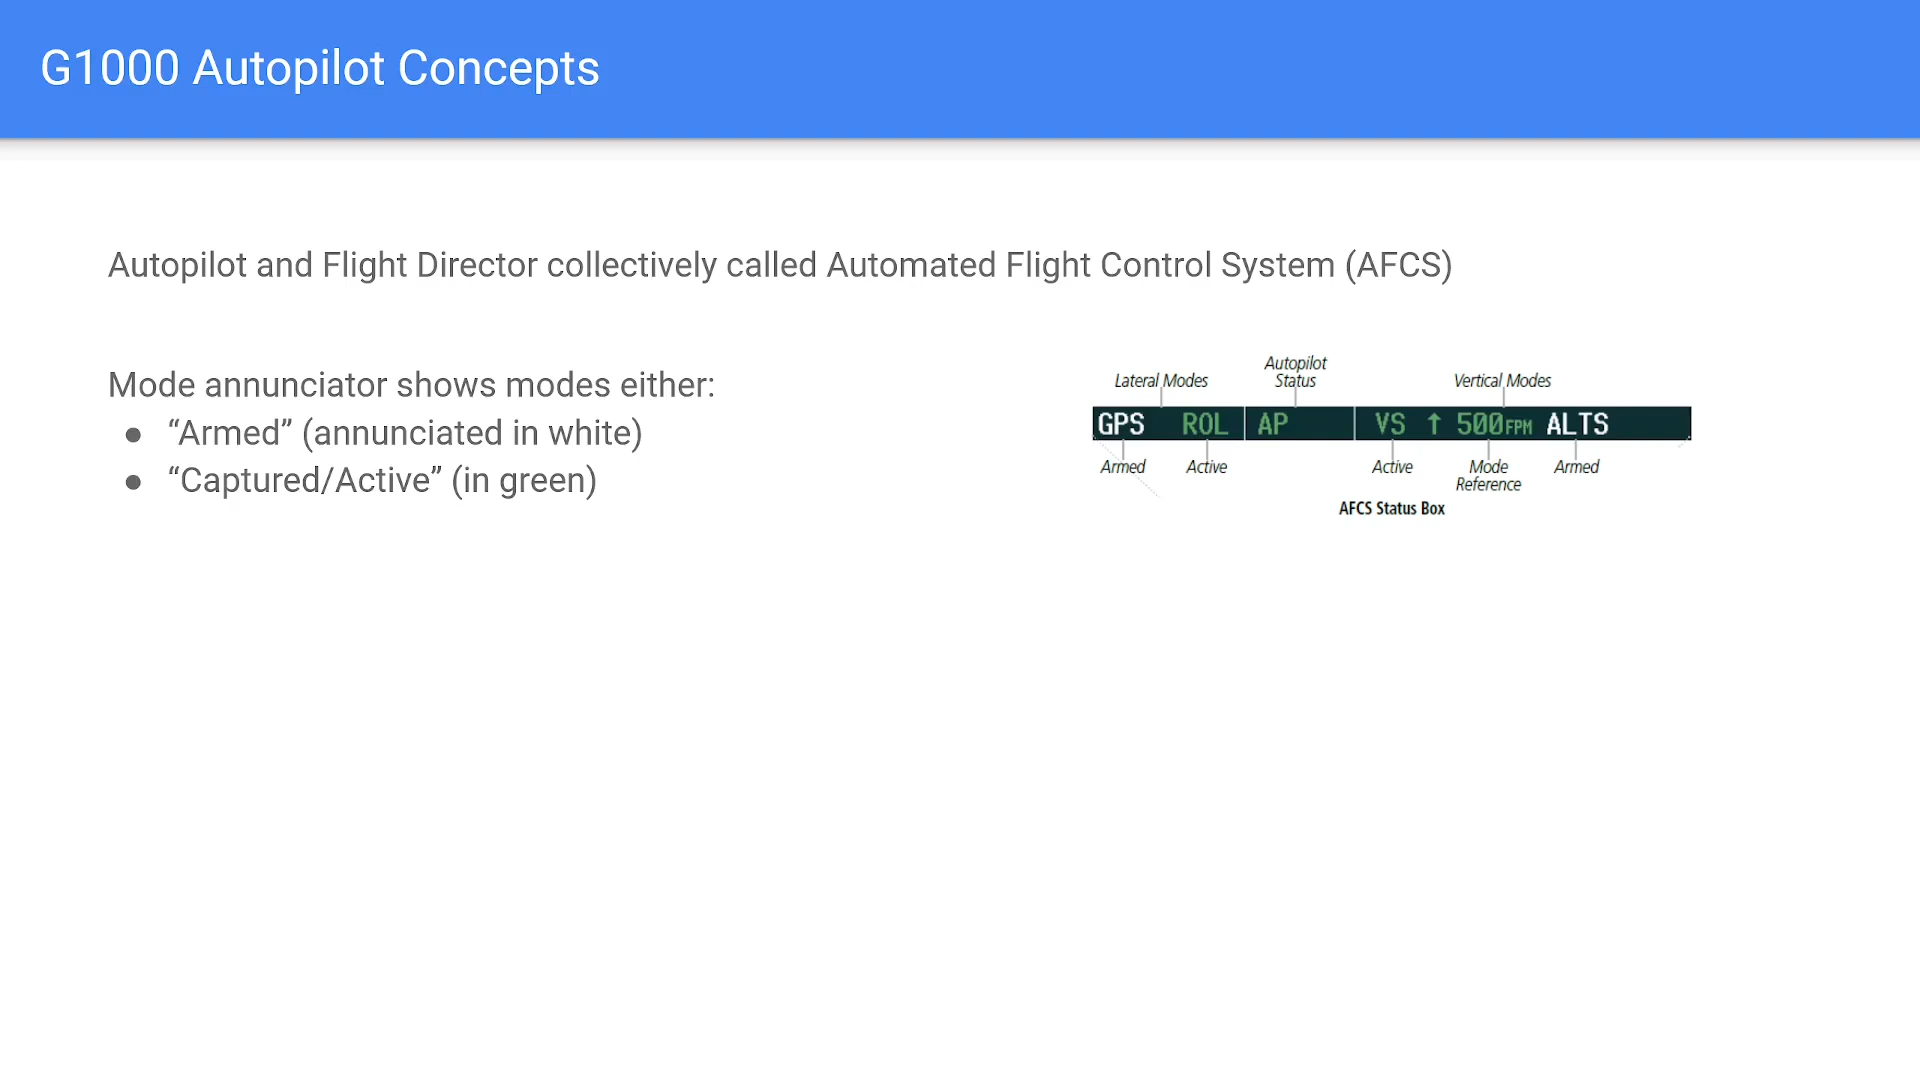 G1000 Autopilot Concepts
Autopilot and Flight Director collectively called Automated Flight Control System (AFCS)
Mode annunciator shows modes either:
● “Armed” (annunciated in white)
● “Captured/Active” (in green)
Autopilot
Lateral Modes Status Vertical Modes
GPS ROL AP VS ↑ 500FPM ALTS
Armed Active Active Mode Armed
Reference
AFCS Status Box